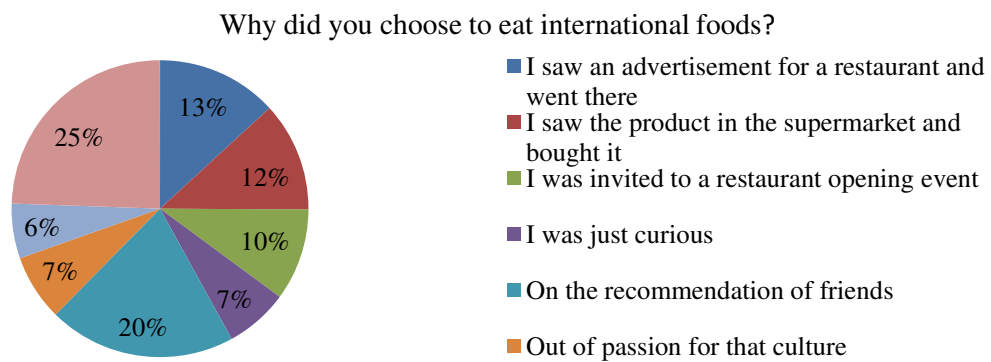 Why did you choose to eat international foods?
13%
12%
10%
7%
20%
7%
6%
25%
I saw an advertisement for a restaurant and
went there
I saw the product in the supermarket and
bought it
I was invited to a restaurant opening event
I was just curious
On the recommendation of friends
Out of passion for that culture